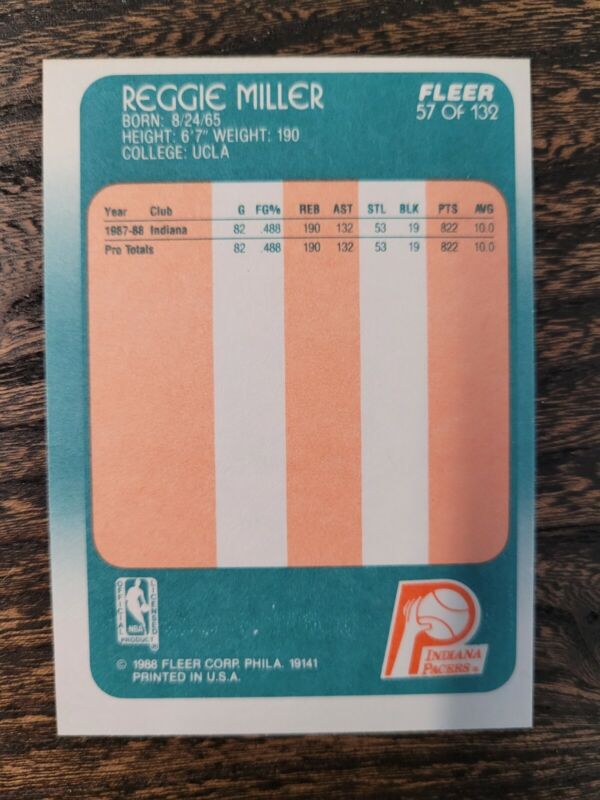 REGGIE MILLER
FLEER
57 OF 132
BORN: 8/24/65
HEIGHT: 6'7" WEIGHT: 190
COLLEGE: UCLA
Year Club G FG% REB AST STL BLK PTS AVG
1987-88 Indiana 82 .488 190 132 53 19 822 10.0
Pro Totals 82 .488 190 132 53 19 822 10.0
OFFICIAL LICENSED
NBA
PRODUCT ®
© 1988 FLEER CORP. PHILA. 19141
PRINTED IN U.S.A.
INDIANA
PACERS